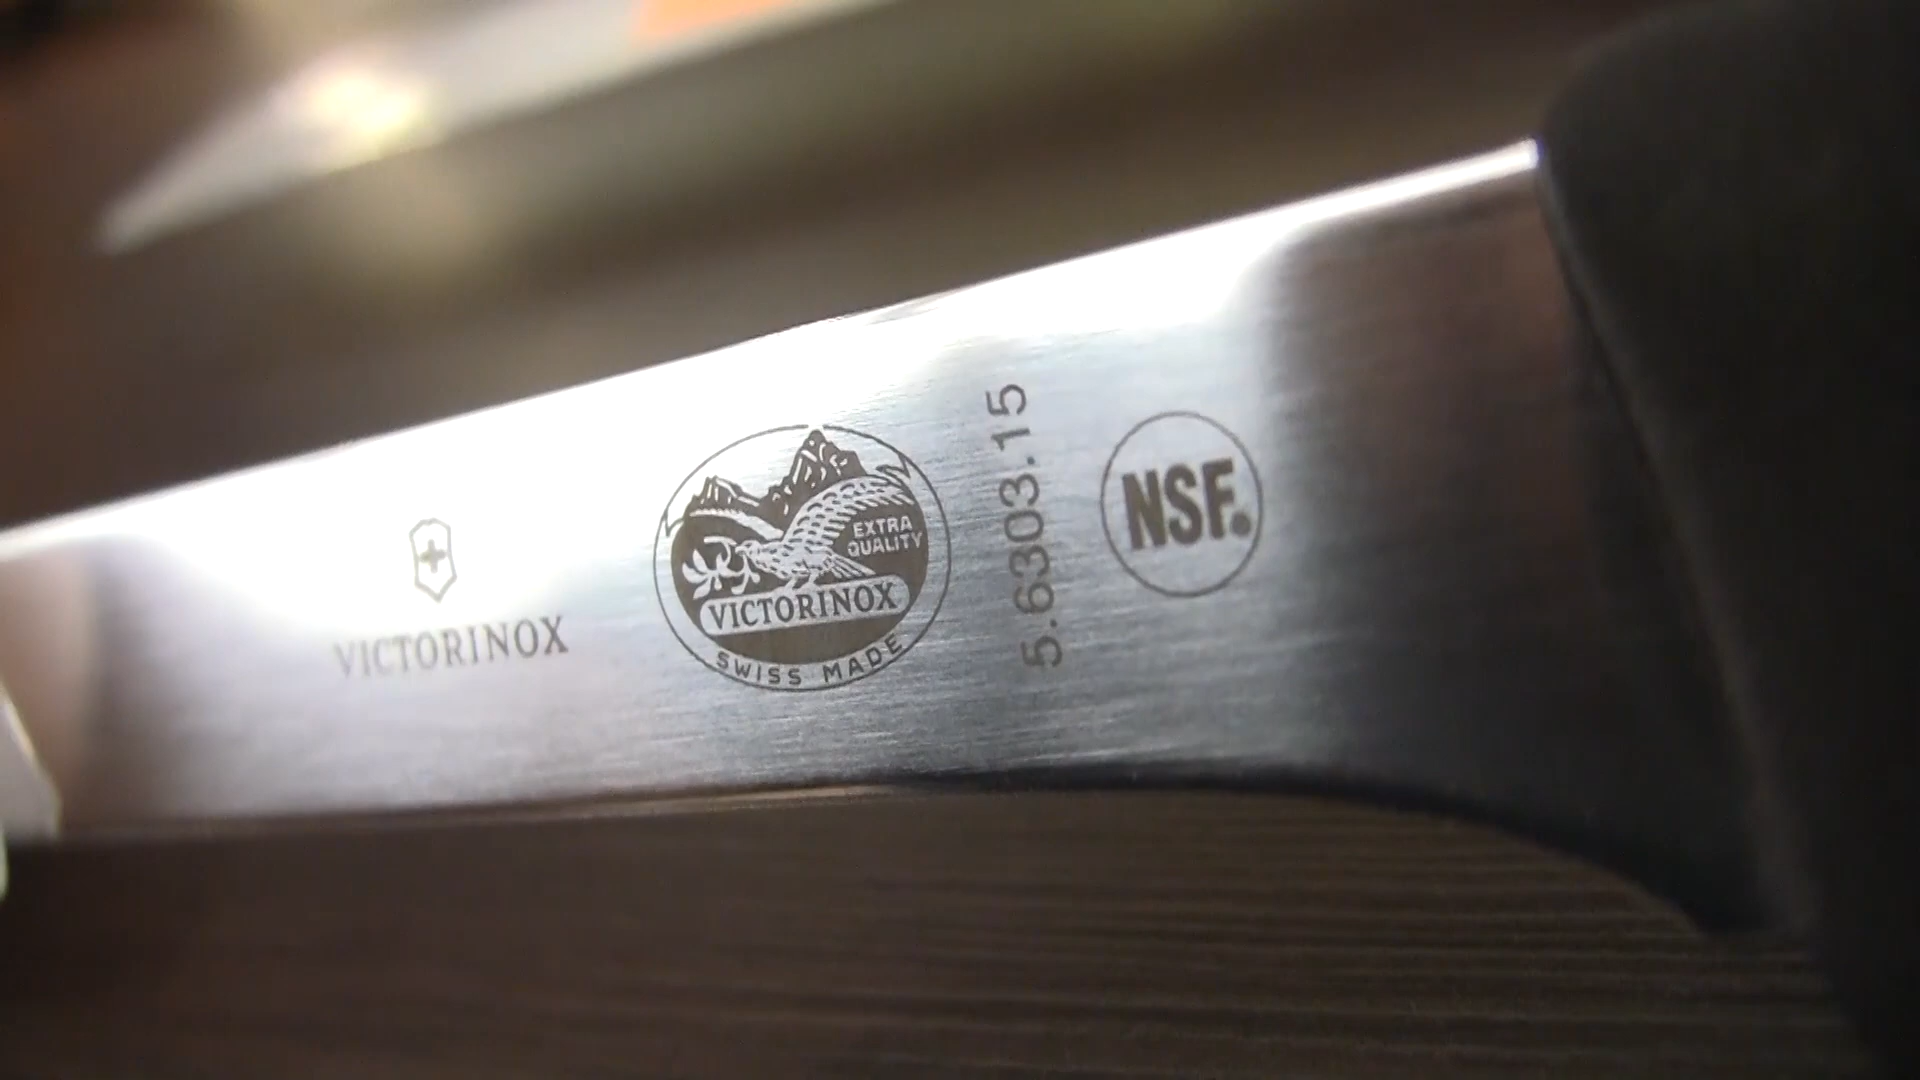 VICTORINOX
EXTRA
QUALITY
VICTORINOX
SWISS MADE
5.6303.15
NSF.